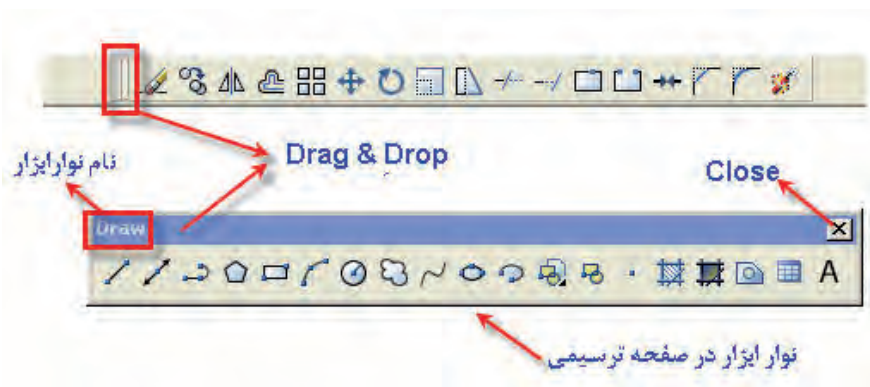 Drag & Drop
نام نوارابزار
Close
Draw
A
نوار ابزار در صفحه ترسیمی